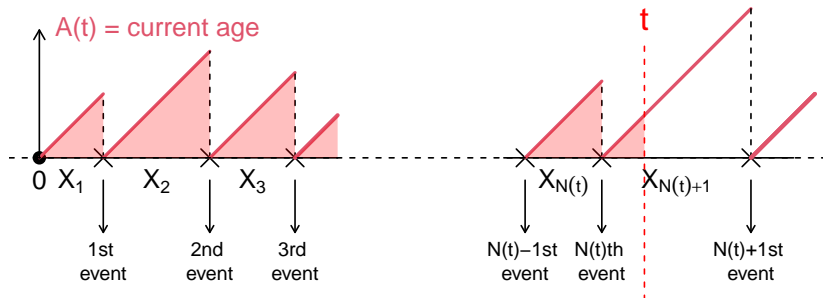 A(t) = current age
t
0 X1 X2 X3 XN(t) XN(t)+1
1st event
2nd event
3rd event
N(t)−1st event
N(t)th event
N(t)+1st event